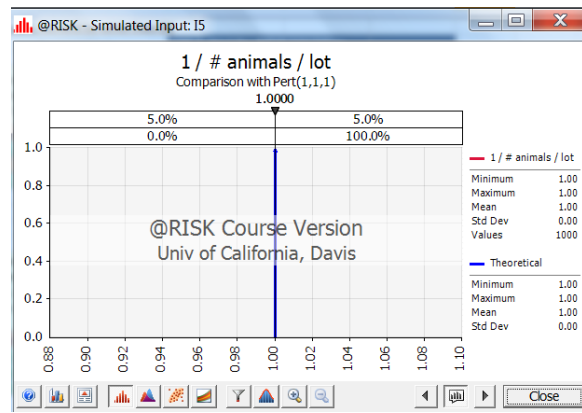 @RISK - Simulated Input: I5
X
1 / # animals / lot
Comparison with Pert(1,1,1)
1.0000
5.0% 5.0%
0.0% 100.0%
1.0
0.8
0.6
0.4
0.2
0.0
@RISK Course Version
Univ of California, Davis
0.88 0.90 0.92 0.94 0.96 0.98 1.00 1.02 1.04 1.06 1.08 1.10
1 / # animals / lot
Minimum 1.00
Maximum 1.00
Mean 1.00
Std Dev 0.00
Values 1000
Theoretical
Minimum 1.00
Maximum 1.00
Mean 1.00
Std Dev 0.00
Close